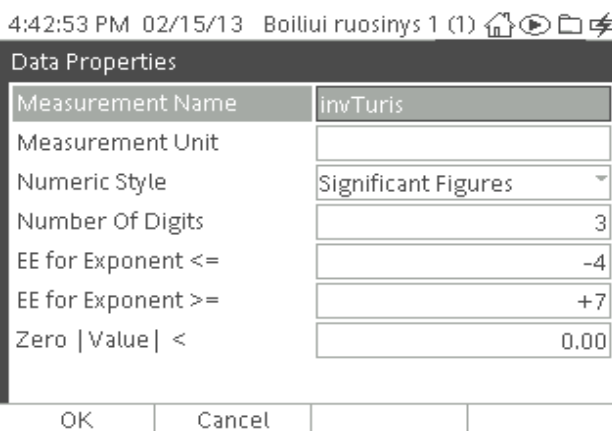 4:42:53 PM 02/15/13 Boiliui ruosinys 1 (1)
Data Properties
Measurement Name invTuris
Measurement Unit
Numeric Style Significant Figures
Number Of Digits 3
EE for Exponent <= -4
EE for Exponent >= +7
Zero |Value| < 0.00
OK Cancel